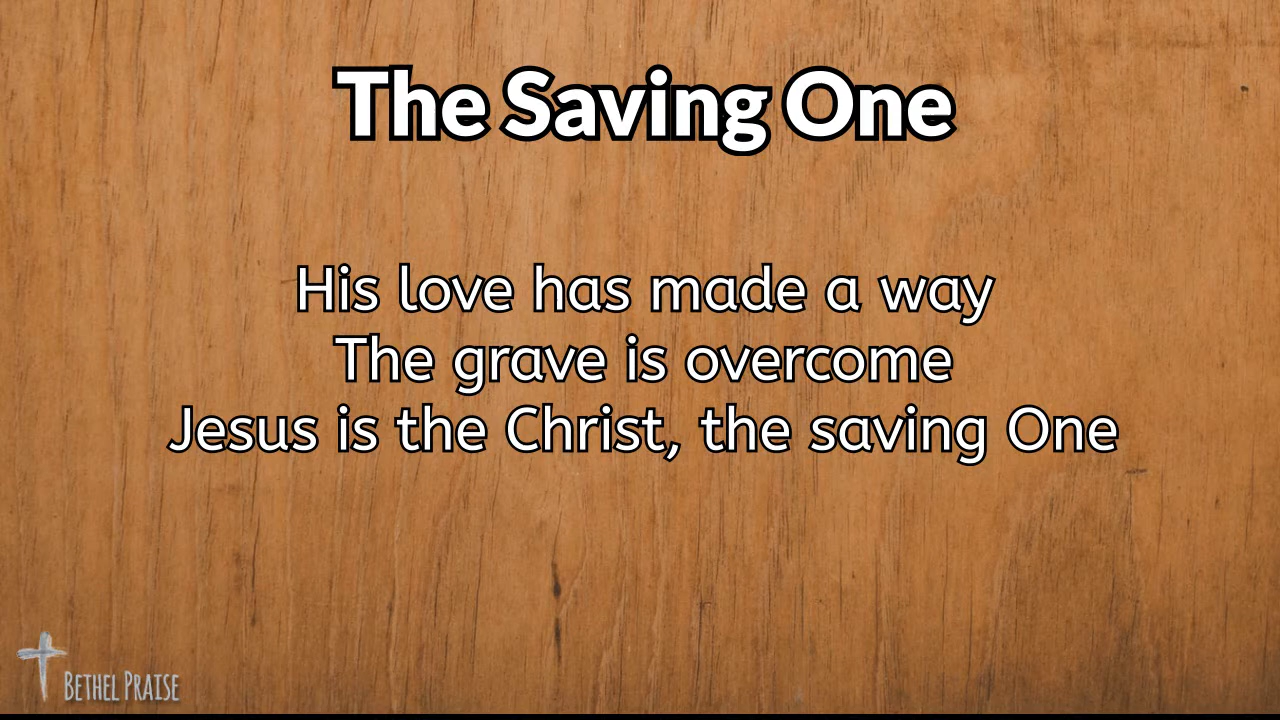 The Saving One
His love has made a way
The grave is overcome
Jesus is the Christ, the saving One
BETHEL PRAISE